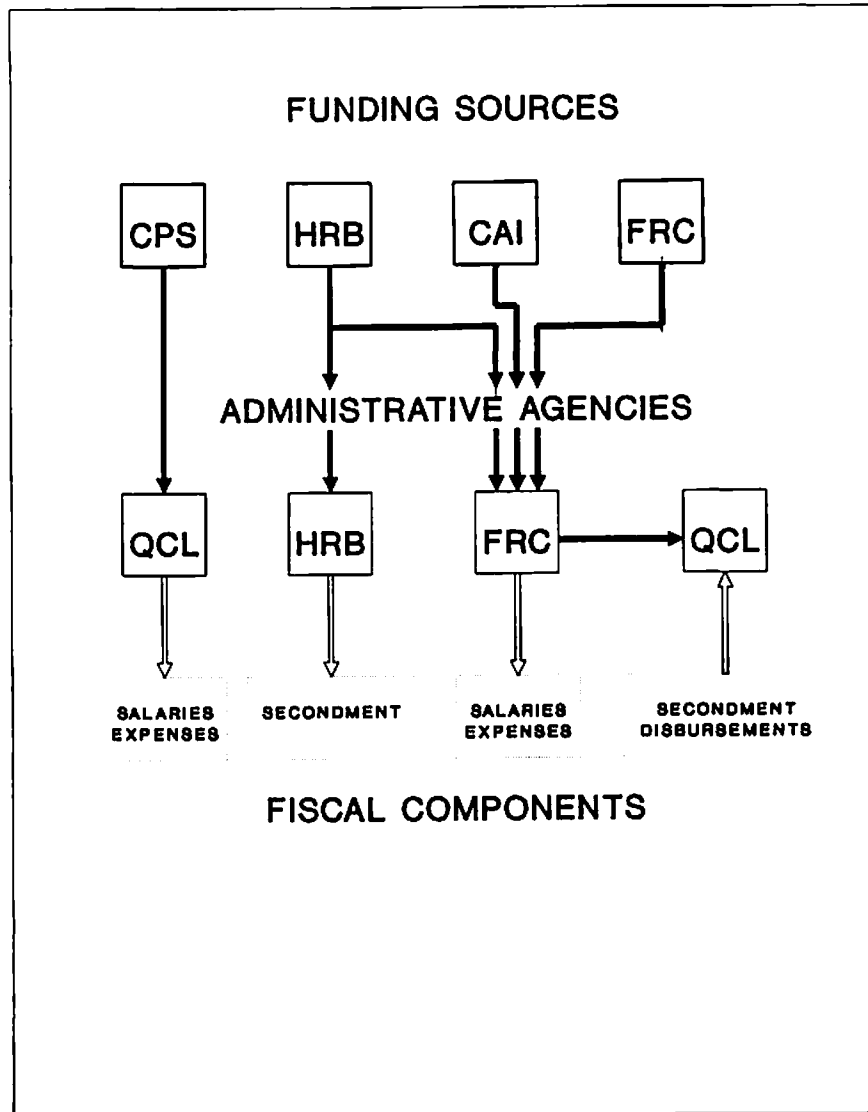 FUNDING SOURCES
CPS HRB CAI FRC
ADMINISTRATIVE AGENCIES
QCL HRB FRC QCL
SALARIES SECONDMENT SALARIES SECONDMENT
EXPENSES EXPENSES DISBURSEMENTS
FISCAL COMPONENTS